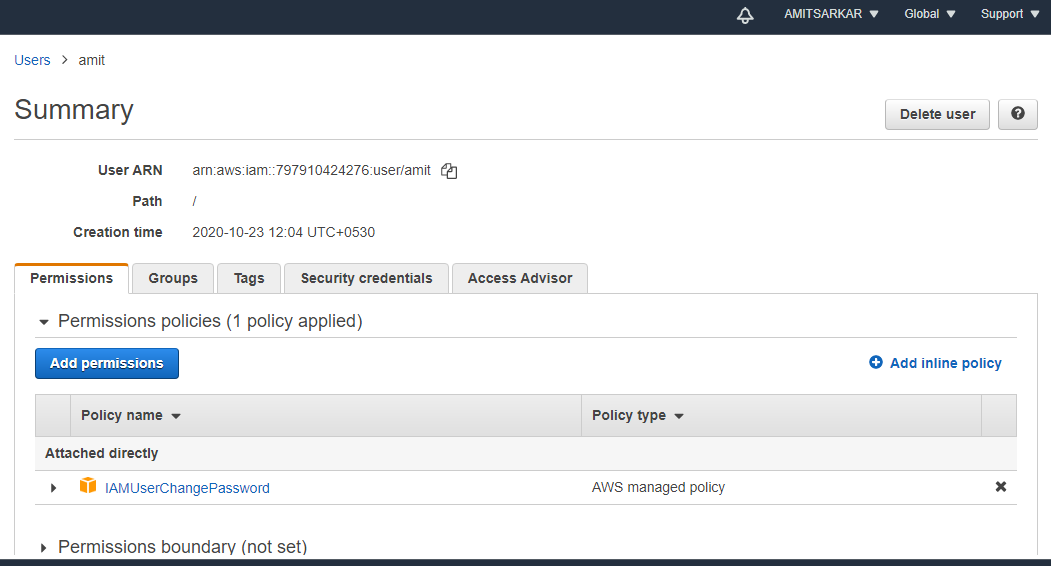 AMITSARKAR Global Support
Users > amit
Summary
Delete user ?
User ARN arn:aws:iam::797910424276:user/amit
Path /
Creation time 2020-10-23 12:04 UTC+0530
Permissions Groups Tags Security credentials Access Advisor
Permissions policies (1 policy applied)
Add permissions Add inline policy
Policy name Policy type
Attached directly
IAMUserChangePassword AWS managed policy
Permissions boundary (not set)